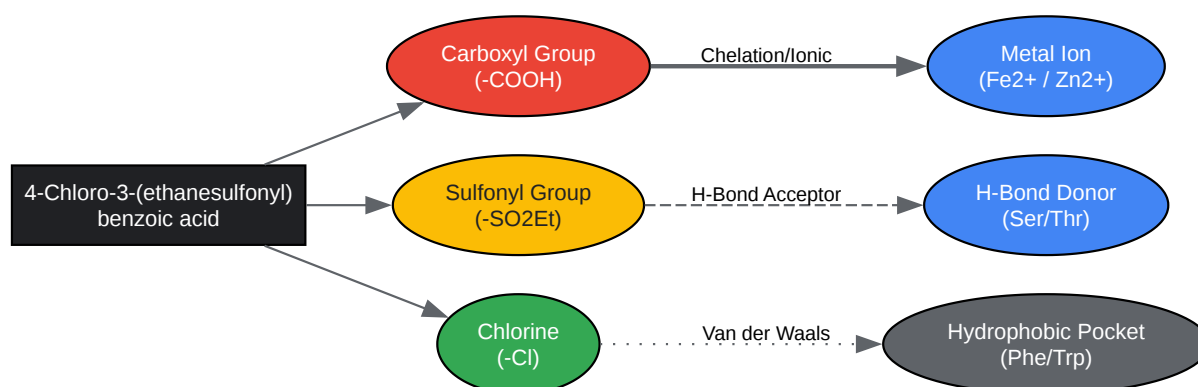 Carboxyl Group
(-COOH)
Chelation/Ionic
Metal Ion
(Fe2+ / Zn2+)
4-Chloro-3-(ethanesulfonyl)
benzoic acid
Sulfonyl Group
(-SO2Et)
H-Bond Acceptor
H-Bond Donor
(Ser/Thr)
Chlorine
(-Cl)
Van der Waals
Hydrophobic Pocket
(Phe/Trp)